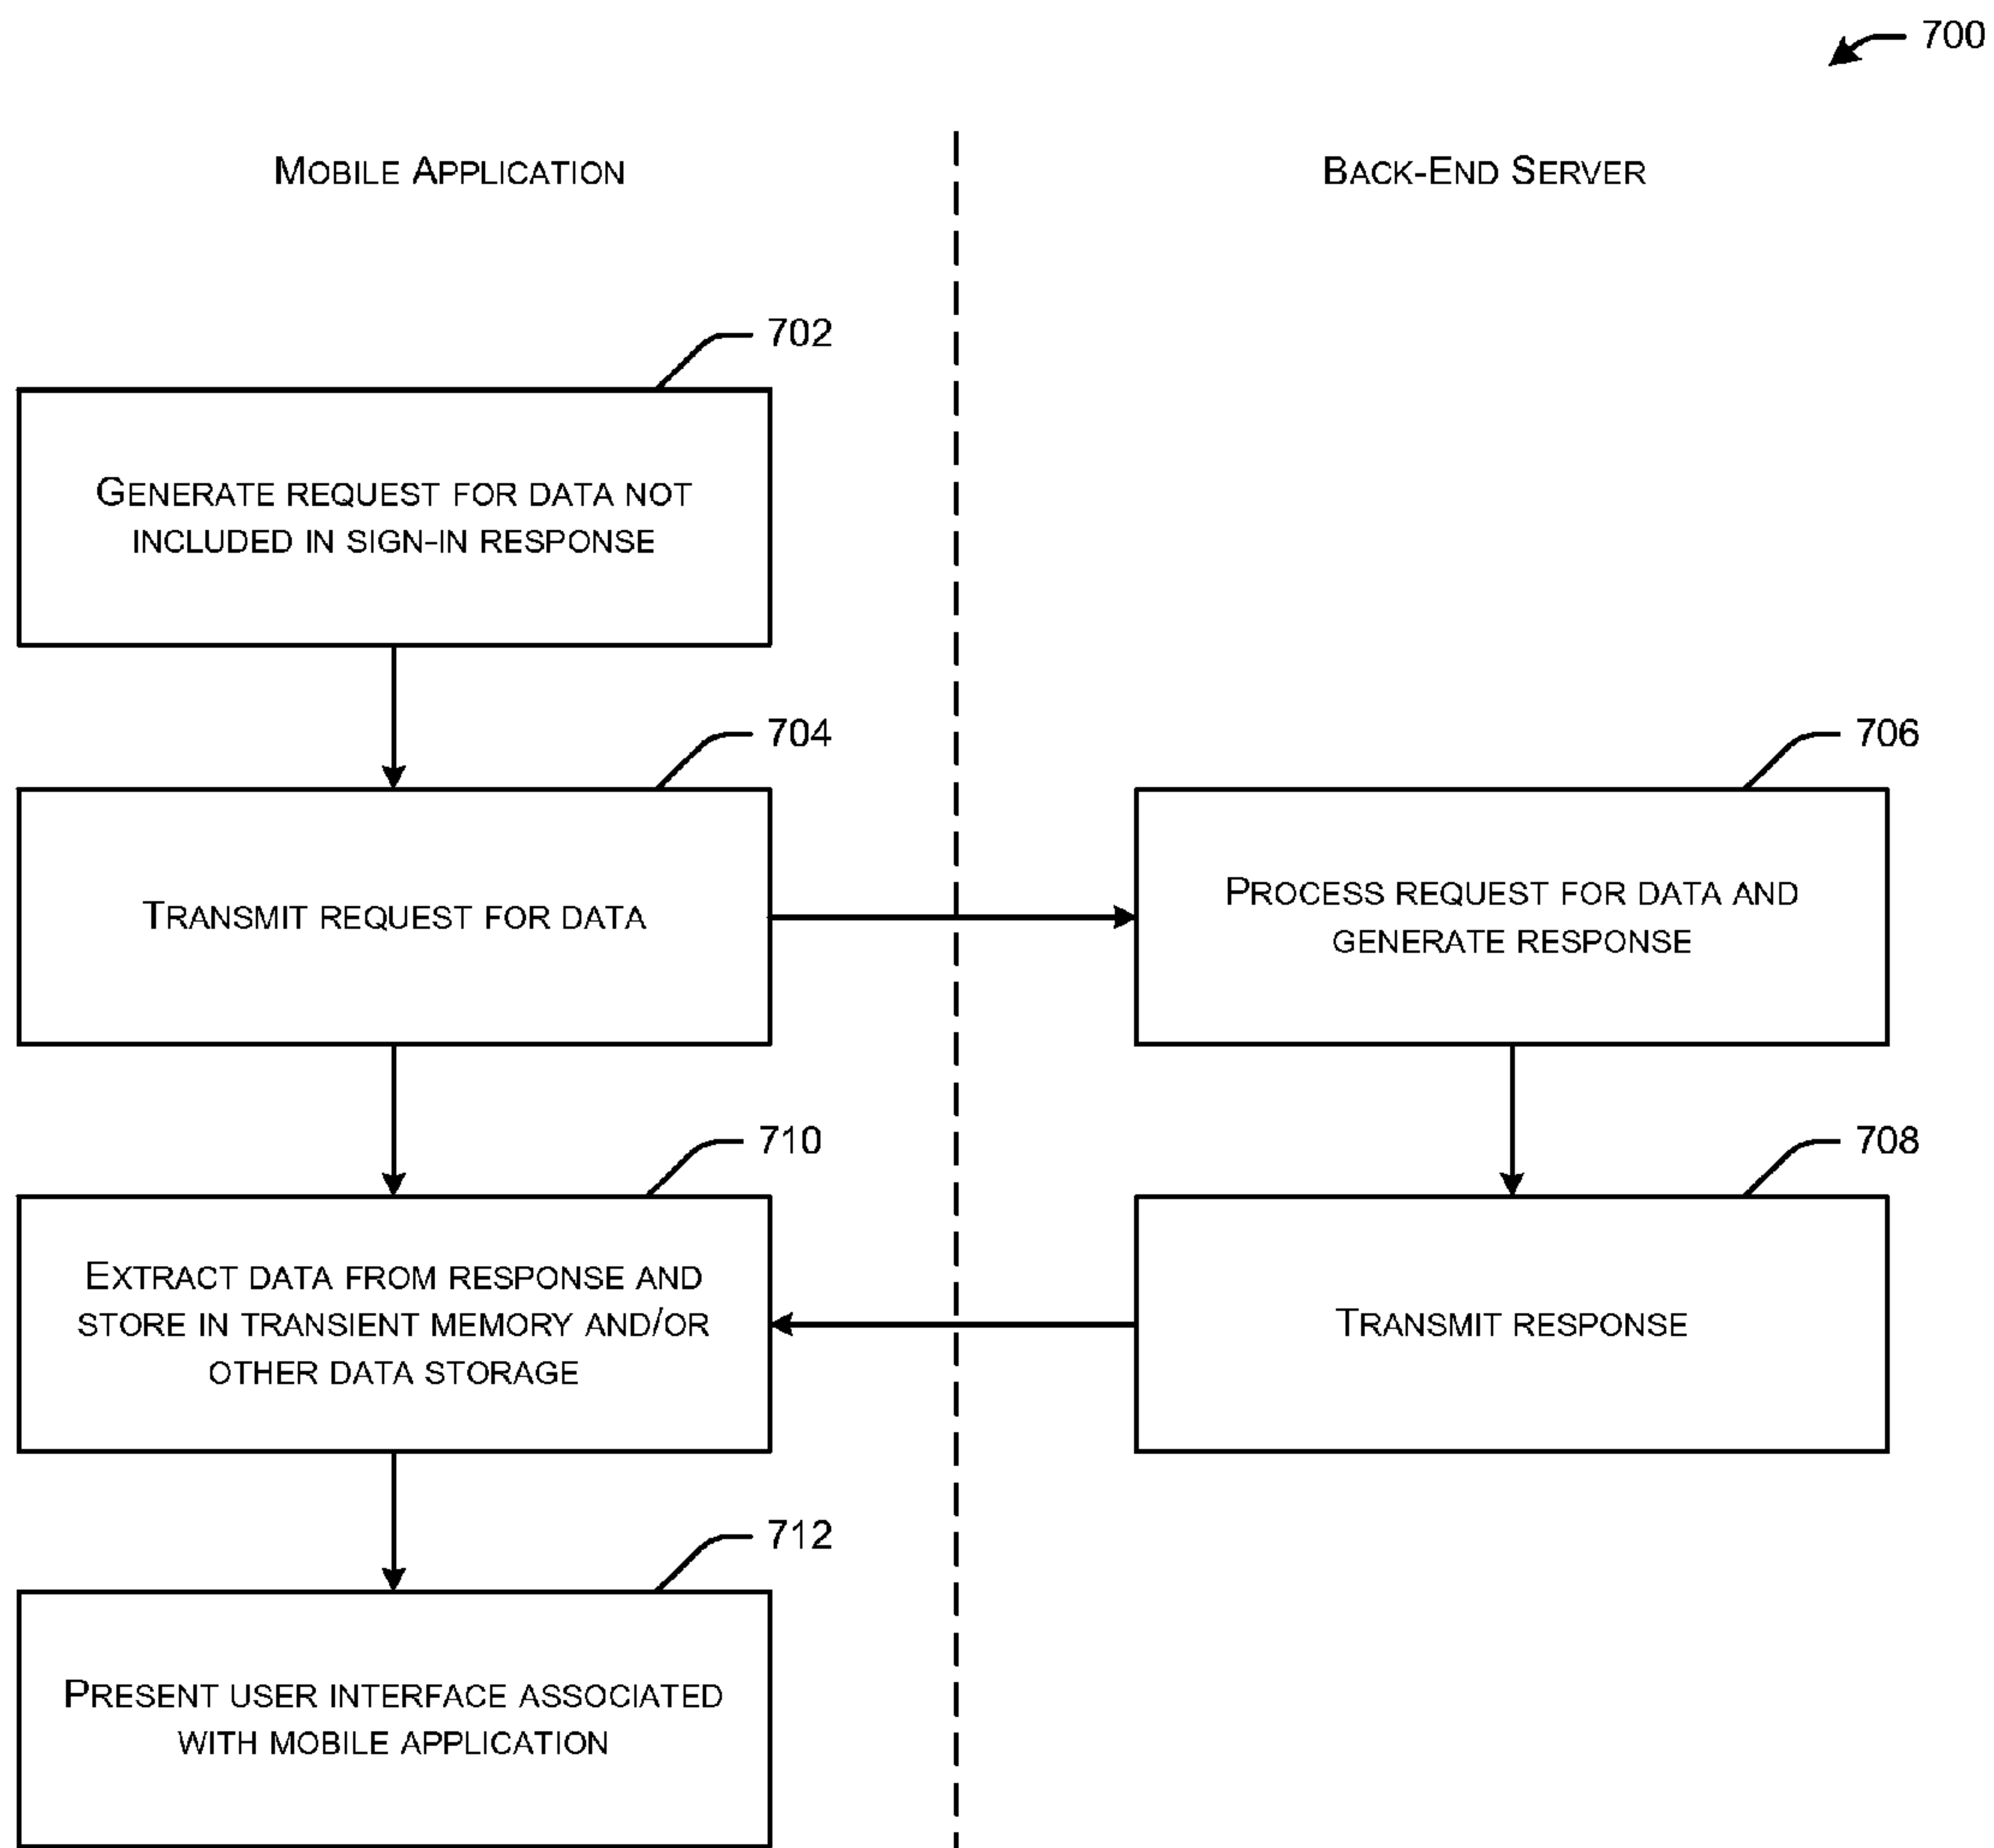 700
MOBILE APPLICATION
BACK-END SERVER
702
GENERATE REQUEST FOR DATA NOT
INCLUDED IN SIGN-IN RESPONSE
704
TRANSMIT REQUEST FOR DATA
706
PROCESS REQUEST FOR DATA AND
GENERATE RESPONSE
710
EXTRACT DATA FROM RESPONSE AND
STORE IN TRANSIENT MEMORY AND/OR
OTHER DATA STORAGE
708
TRANSMIT RESPONSE
712
PRESENT USER INTERFACE ASSOCIATED
WITH MOBILE APPLICATION